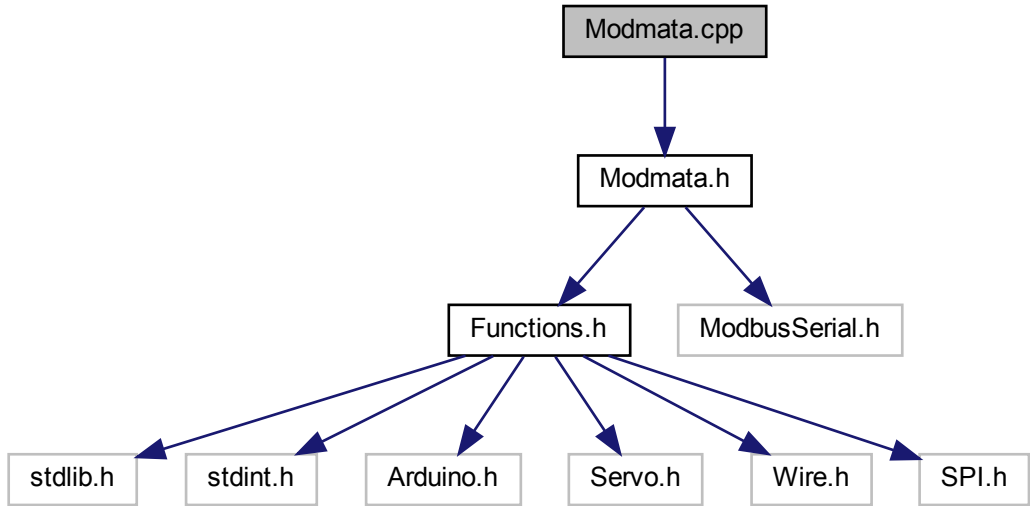 Modmata.cpp
Modmata.h
Functions.h
ModbusSerial.h
stdlib.h
stdint.h
Arduino.h
Servo.h
Wire.h
SPI.h